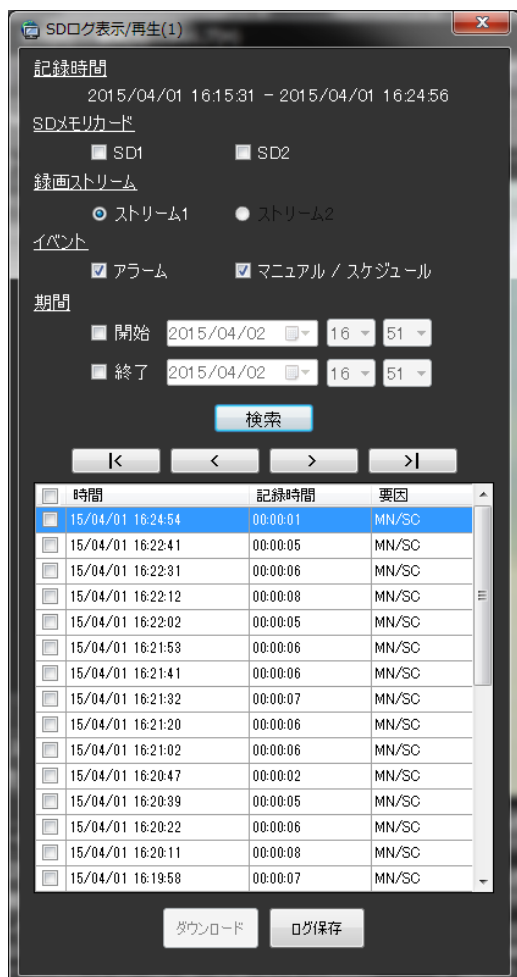 SDログ表示/再生(1)
記録時間
2015/04/01 16:15:31 - 2015/04/01 16:24:56
SDメモリカード
SD1 SD2
録画ストリーム
ストリーム1 ストリーム2
イベント
アラーム マニュアル / スケジュール
期間
開始 2015/04/02 16 51
終了 2015/04/02 16 51
検索
|< < > >|
時間 記録時間 要因
15/04/01 16:24:54 00:00:01 MN/SC
15/04/01 16:22:41 00:00:05 MN/SC
15/04/01 16:22:31 00:00:06 MN/SC
15/04/01 16:22:12 00:00:08 MN/SC
15/04/01 16:22:02 00:00:05 MN/SC
15/04/01 16:21:53 00:00:06 MN/SC
15/04/01 16:21:41 00:00:06 MN/SC
15/04/01 16:21:32 00:00:07 MN/SC
15/04/01 16:21:20 00:00:06 MN/SC
15/04/01 16:21:02 00:00:06 MN/SC
15/04/01 16:20:47 00:00:02 MN/SC
15/04/01 16:20:39 00:00:05 MN/SC
15/04/01 16:20:22 00:00:06 MN/SC
15/04/01 16:20:11 00:00:08 MN/SC
15/04/01 16:19:58 00:00:07 MN/SC
ダウンロード ログ保存